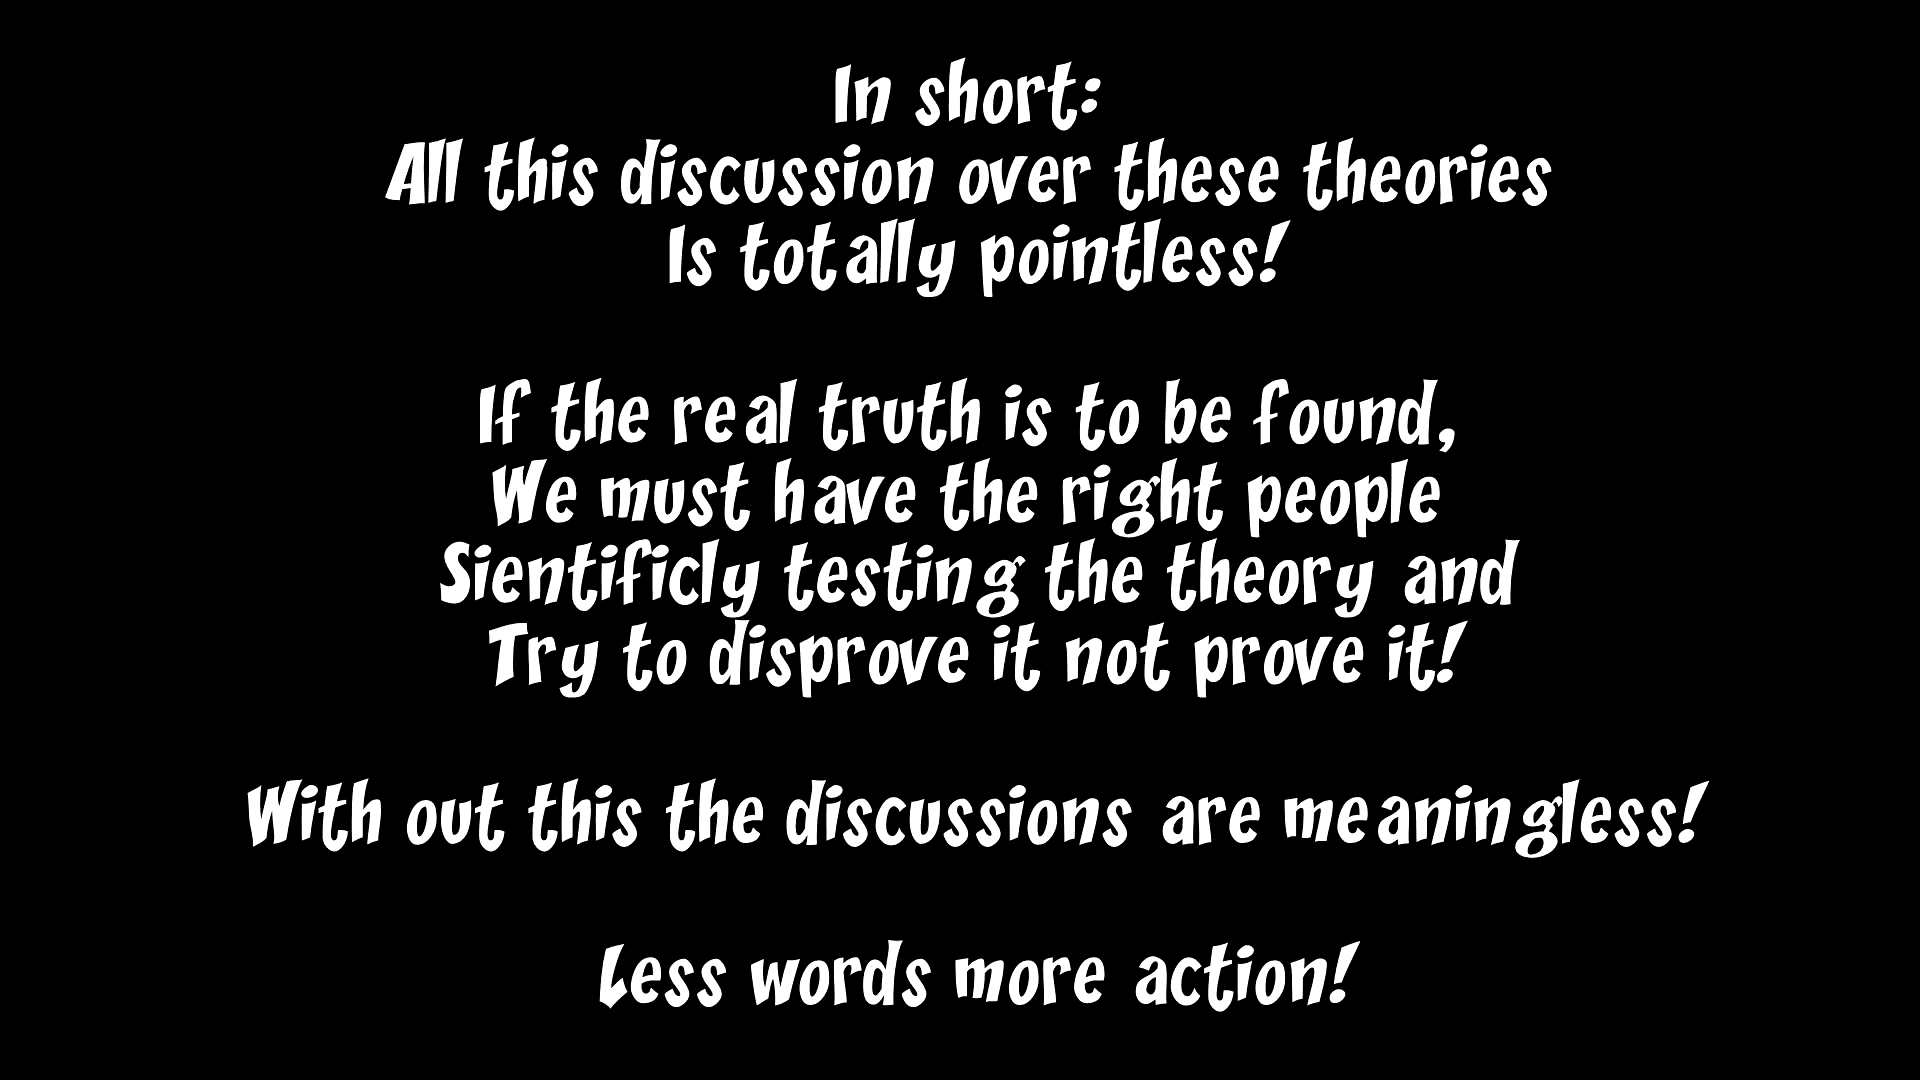 In short:
All this discussion over these theories
Is totally pointless!
If the real truth is to be found,
We must have the right people
Sientificly testing the theory and
Try to disprove it not prove it!
With out this the discussions are meaningless!
Less words more action!